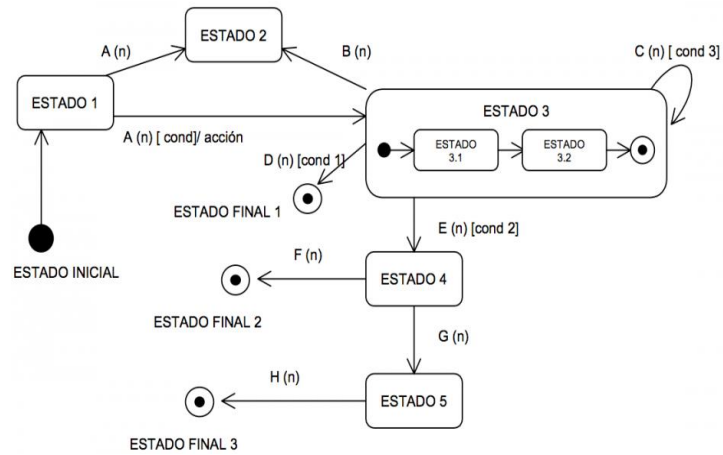 ESTADO 2
A (n)
B (n)
C (n) [ cond 3]
ESTADO 1
ESTADO 3
A (n) [ cond]/ acción
ESTADO
3.1
ESTADO
3.2
D (n) [cond 1]
ESTADO FINAL 1
E (n) [cond 2]
ESTADO INICIAL
F (n)
ESTADO 4
ESTADO FINAL 2
G (n)
H (n)
ESTADO 5
ESTADO FINAL 3